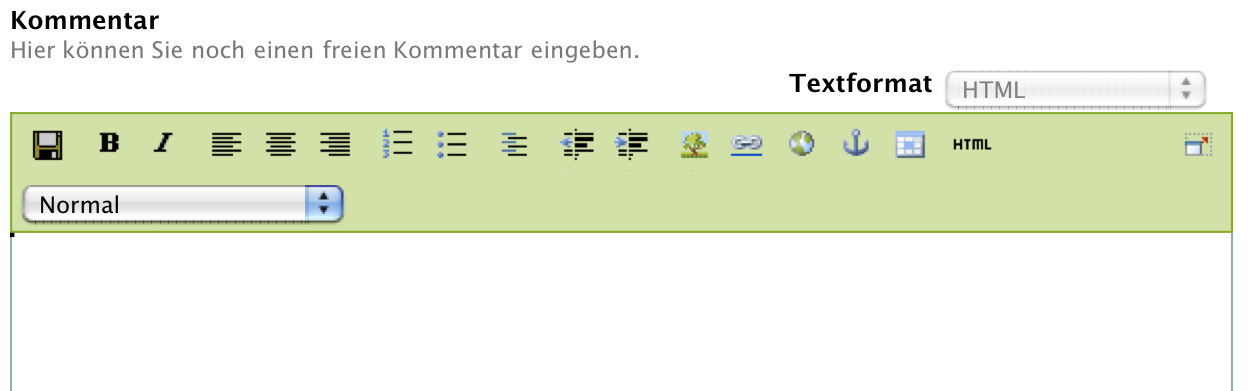 Kommentar
Hier können Sie noch einen freien Kommentar eingeben.
Textformat HTML
B I HTML
Normal